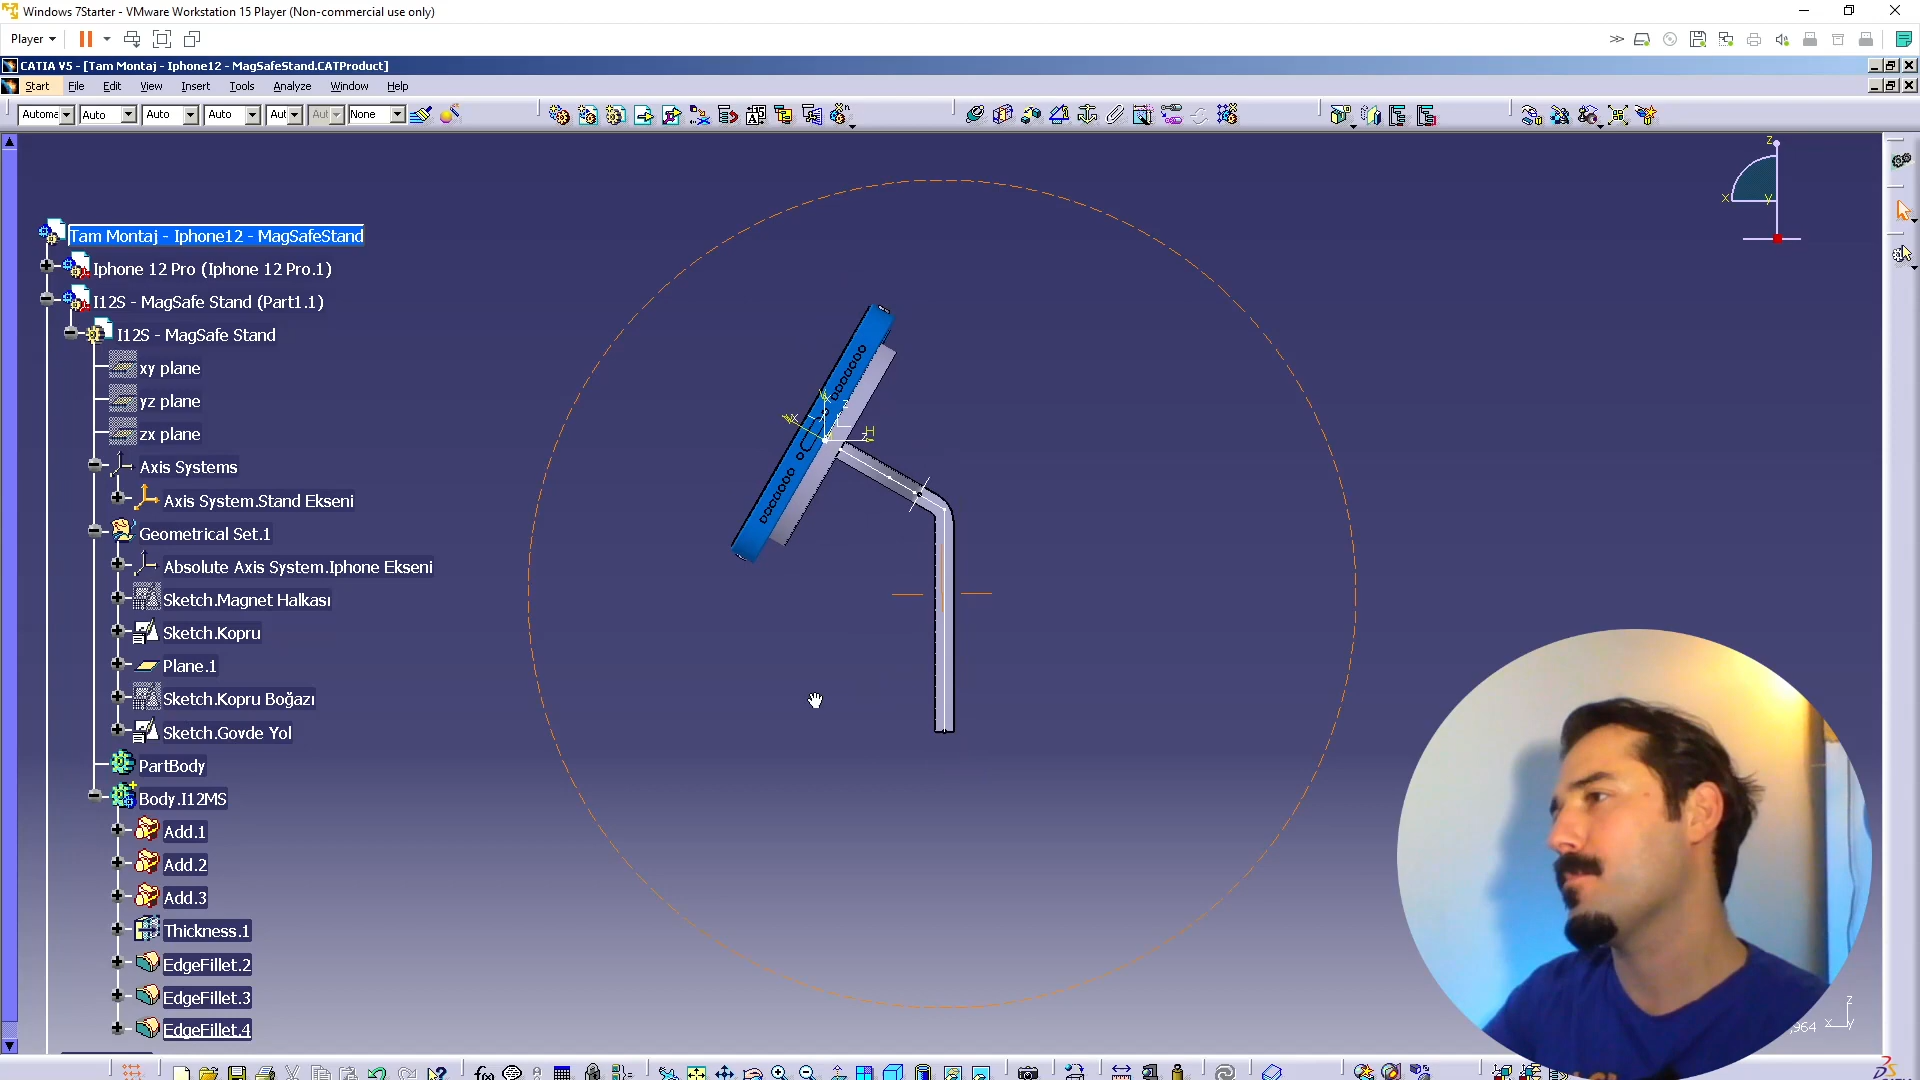 Windows 7Starter - VMware Workstation 15 Player (Non-commercial use only)
Player
CATIA V5 - [Tam Montaj - Iphone12 - MagSafeStand.CATProduct]
Start File Edit View Insert Tools Analyze Window Help
Automa Auto Auto Auto Aut Aut None
Tam Montaj - Iphone12 - MagSafeStand
Iphone 12 Pro (Iphone 12 Pro.1)
I12S - MagSafe Stand (Part1.1)
I12S - MagSafe Stand
xy plane
yz plane
zx plane
Axis Systems
Axis System.Stand Ekseni
Geometrical Set.1
Absolute Axis System.Iphone Ekseni
Sketch.Magnet Halkası
Sketch.Kopru
Plane.1
Sketch.Kopru Boğazı
Sketch.Govde Yol
PartBody
Body.I12MS
Add.1
Add.2
Add.3
Thickness.1
EdgeFillet.2
EdgeFillet.3
EdgeFillet.4
z
x y
H
z
,964
x y
f(x)